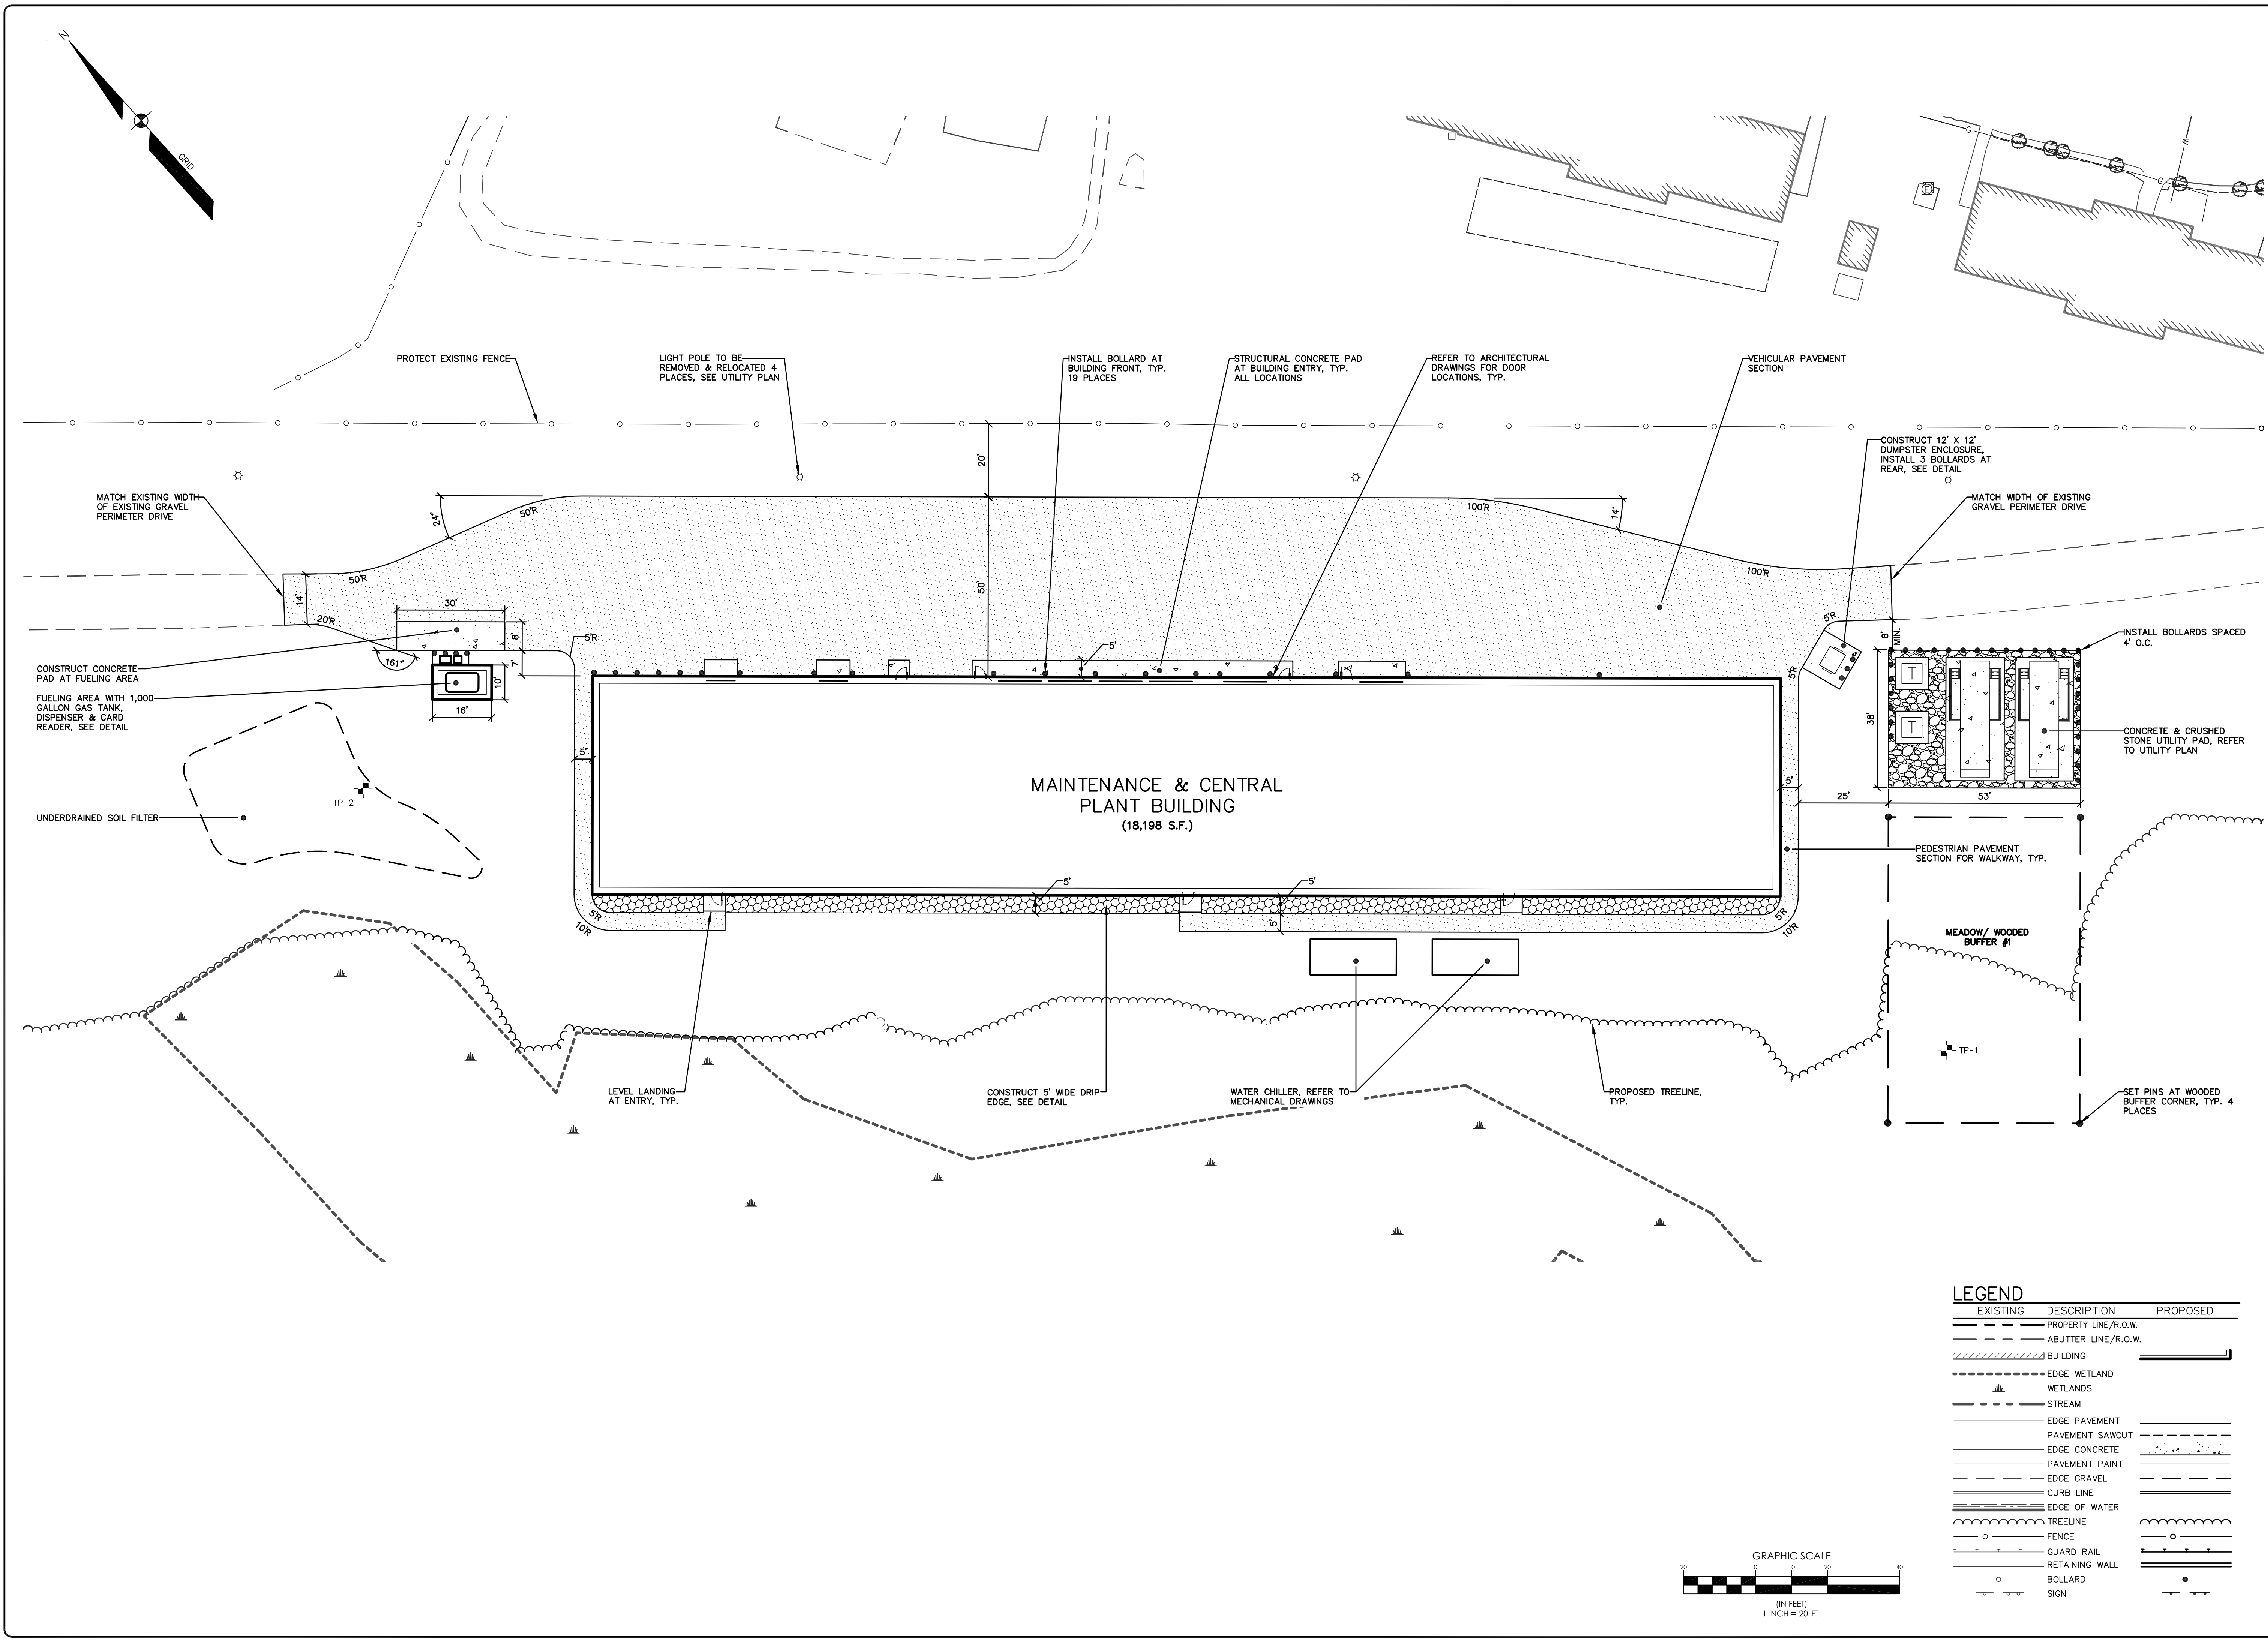 N
GRID
G
G
W
E
PROTECT EXISTING FENCE
LIGHT POLE TO BE
REMOVED & RELOCATED 4
PLACES, SEE UTILITY PLAN
INSTALL BOLLARD AT
BUILDING FRONT, TYP.
19 PLACES
STRUCTURAL CONCRETE PAD
AT BUILDING ENTRY, TYP.
ALL LOCATIONS
REFER TO ARCHITECTURAL
DRAWINGS FOR DOOR
LOCATIONS, TYP.
VEHICULAR PAVEMENT
SECTION
CONSTRUCT 12' X 12'
DUMPSTER ENCLOSURE,
INSTALL 3 BOLLARDS AT
REAR, SEE DETAIL
MATCH EXISTING WIDTH
OF EXISTING GRAVEL
PERIMETER DRIVE
MATCH WIDTH OF EXISTING
GRAVEL PERIMETER DRIVE
20'
24°
50'R
100'R
14°
50'R
100'R
50'
14'
20'R
30'
8'
7'
5'R
161°
10'
16'
5'
5'R
5'R
8'
MIN.
INSTALL BOLLARDS SPACED
4' O.C.
CONSTRUCT CONCRETE
PAD AT FUELING AREA
FUELING AREA WITH 1,000
GALLON GAS TANK,
DISPENSER & CARD
READER, SEE DETAIL
T
T
38'
CONCRETE & CRUSHED
STONE UTILITY PAD, REFER
TO UTILITY PLAN
5'
MAINTENANCE & CENTRAL
PLANT BUILDING
(18,198 S.F.)
5'
25'
53'
TP-2
UNDERDRAINED SOIL FILTER
PEDESTRIAN PAVEMENT
SECTION FOR WALKWAY, TYP.
5'
5'
5'
5'R
10'R
5'R
10'R
MEADOW/ WOODED
BUFFER #1
TP-1
LEVEL LANDING
AT ENTRY, TYP.
CONSTRUCT 5' WIDE DRIP
EDGE, SEE DETAIL
WATER CHILLER, REFER TO
MECHANICAL DRAWINGS
PROPOSED TREELINE,
TYP.
SET PINS AT WOODED
BUFFER CORNER, TYP. 4
PLACES
LEGEND
EXISTING DESCRIPTION PROPOSED
PROPERTY LINE/R.O.W.
ABUTTER LINE/R.O.W.
BUILDING
EDGE WETLAND
WETLANDS
STREAM
EDGE PAVEMENT
PAVEMENT SAWCUT
EDGE CONCRETE
PAVEMENT PAINT
EDGE GRAVEL
CURB LINE
EDGE OF WATER
TREELINE
FENCE
GUARD RAIL
RETAINING WALL
BOLLARD
SIGN
GRAPHIC SCALE
20 0 10 20 40
(IN FEET)
1 INCH = 20 FT.